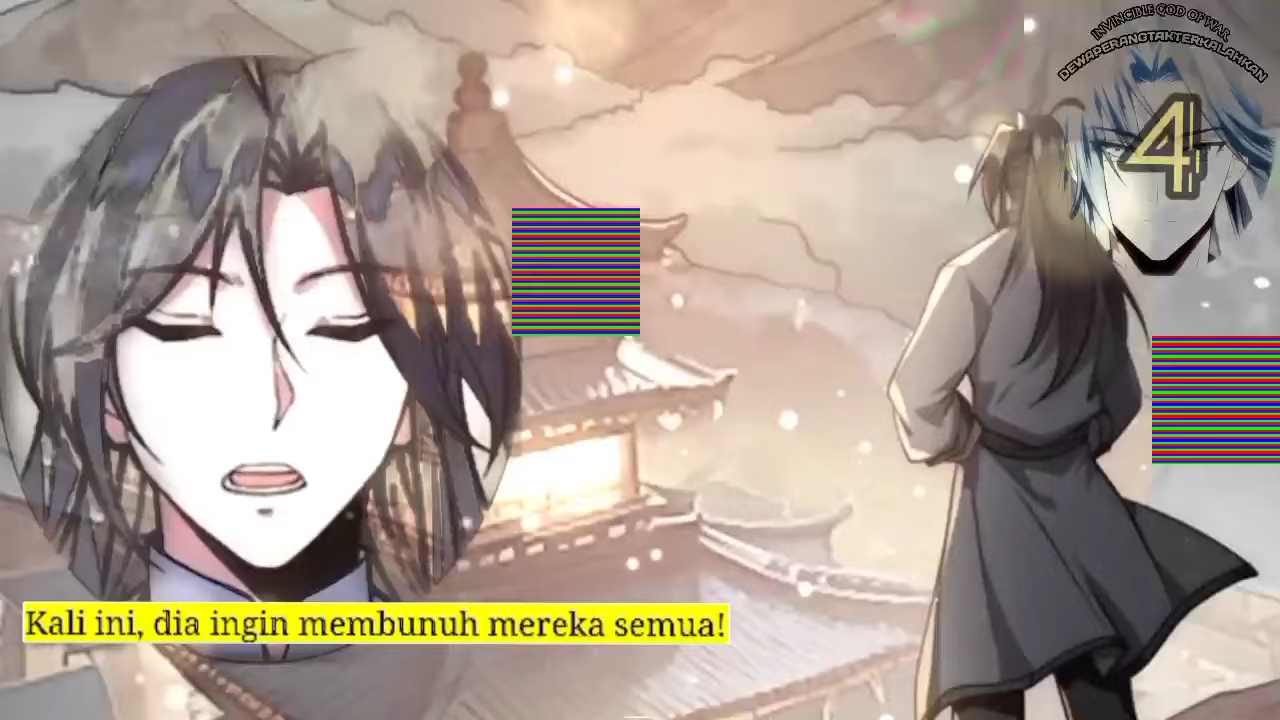 INVINCIBLE GOD OF WAR
DEWAPERANGTAKTERKALAHKAN
4
Kali ini, dia ingin membunuh mereka semua!